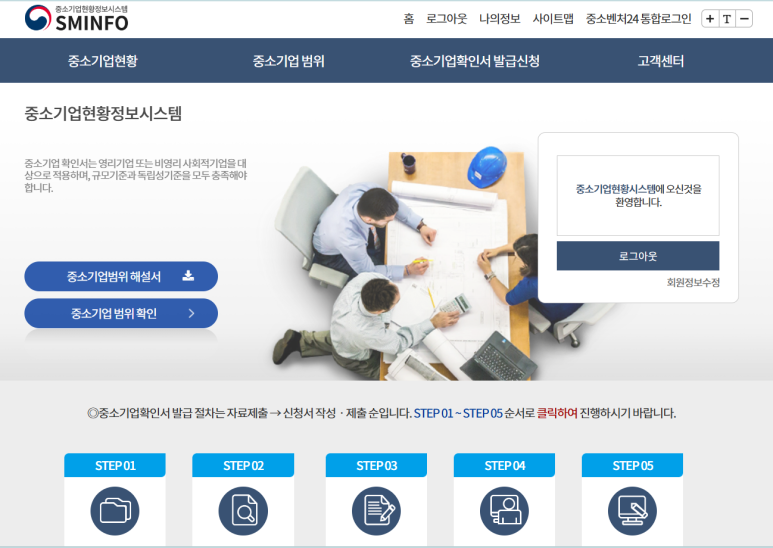 중소기업현황정보시스템
SMINFO
홈 로그아웃 나의정보 사이트맵 중소벤처24 통합로그인 + T −
중소기업현황 중소기업 범위 중소기업확인서 발급신청 고객센터
중소기업현황정보시스템
중소기업 확인서는 영리기업 또는 비영리 사회적기업을 대
상으로 적용하며, 규모기준과 독립성기준을 모두 충족해야
합니다.
중소기업범위 해설서
중소기업 범위 확인
중소기업현황시스템에 오신것을
환영합니다.
로그아웃
회원정보수정
◎중소기업확인서 발급 절차는 자료제출 → 신청서 작성 · 제출 순입니다. STEP 01 ~ STEP 05 순서로 클릭하여 진행하시기 바랍니다.
STEP 01 STEP 02 STEP 03 STEP 04 STEP 05